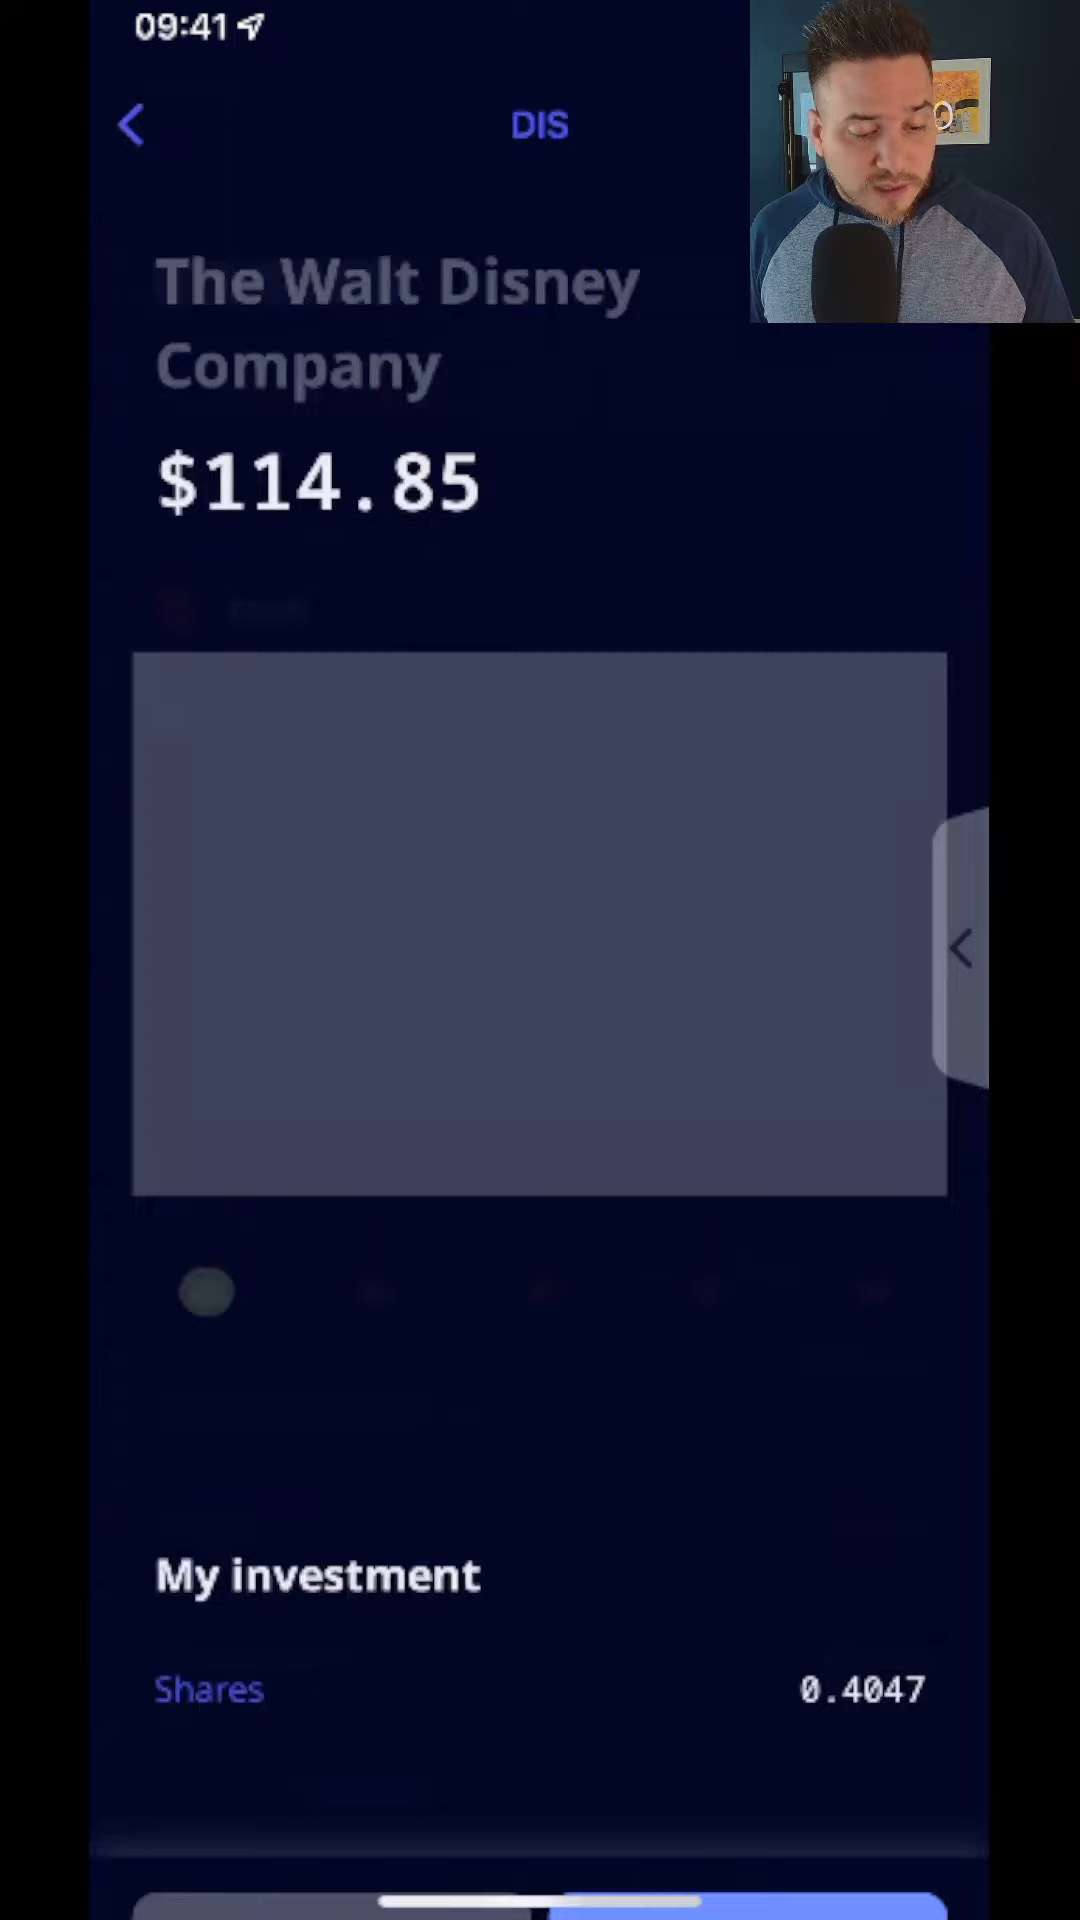 09:41
DIS
The Walt Disney
Company
$114.85
My investment
Shares 0.4047